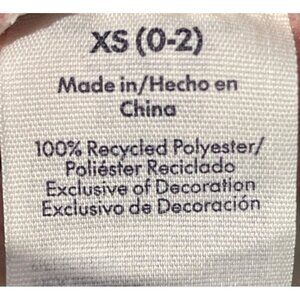 XS (0-2)
Made in/Hecho en
China
100% Recycled Polyester/
Poliéster Reciclado
Exclusive of Decoration
Exclusivo de Decoración